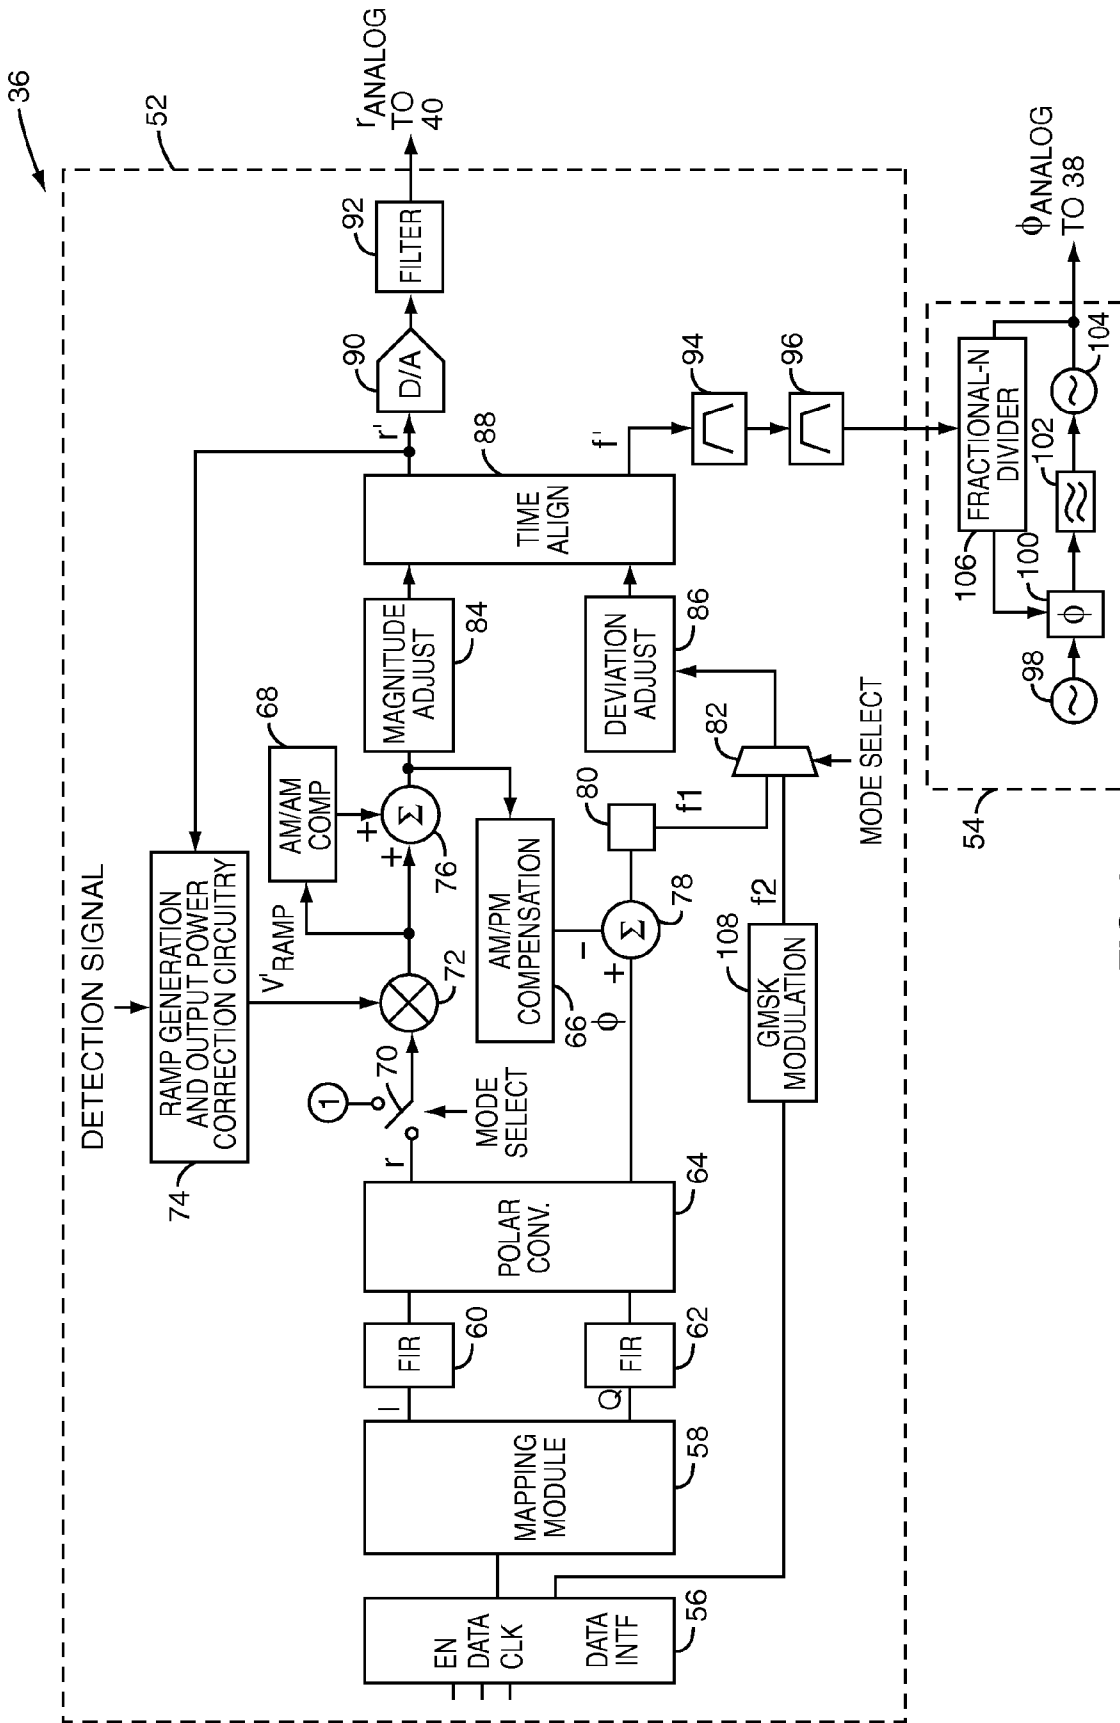 36
52
DETECTION SIGNAL
74
RAMP GENERATION
AND OUTPUT POWER
CORRECTION CIRCUITRY
V'RAMP
68
AM/AM
COMP
+
+
Σ
76
72
1
70
MODE
SELECT
r
EN
DATA
CLK
DATA
INTF
56
MAPPING
MODULE
58
I
Q
FIR
60
FIR
62
POLAR
CONV.
64
AM/PM
COMPENSATION
66
ϕ
+
−
Σ
78
80
f1
f2
GMSK
MODULATION
108
82
MODE SELECT
MAGNITUDE
ADJUST
84
DEVIATION
ADJUST
86
TIME
ALIGN
88
r'
f'
D/A
90
FILTER
92
rANALOG
TO
40
94
96
54
98
ϕ
100
102
104
106
FRACTIONAL-N
DIVIDER
ϕANALOG
TO 38